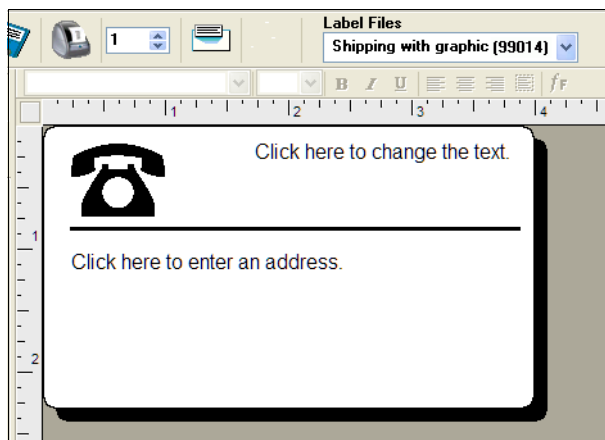 Label Files
1
Shipping with graphic (99014)
B I U fF
1 2 3 4
Click here to change the text.
1
Click here to enter an address.
2